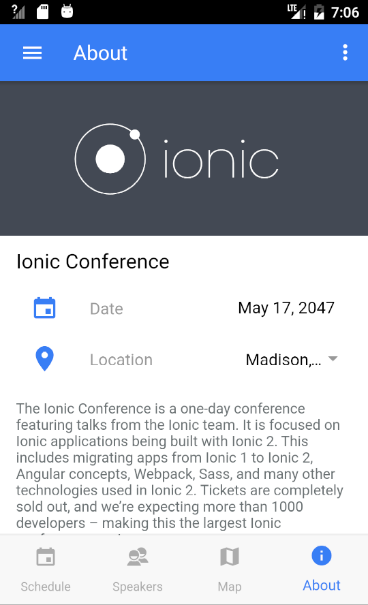 LTE 7:06
About
ionic
Ionic Conference
Date May 17, 2047
Location Madison,...
The Ionic Conference is a one-day conference
featuring talks from the Ionic team. It is focused on
Ionic applications being built with Ionic 2. This
includes migrating apps from Ionic 1 to Ionic 2,
Angular concepts, Webpack, Sass, and many other
technologies used in Ionic 2. Tickets are completely
sold out, and we're expecting more than 1000
developers – making this the largest Ionic
Schedule Speakers Map About